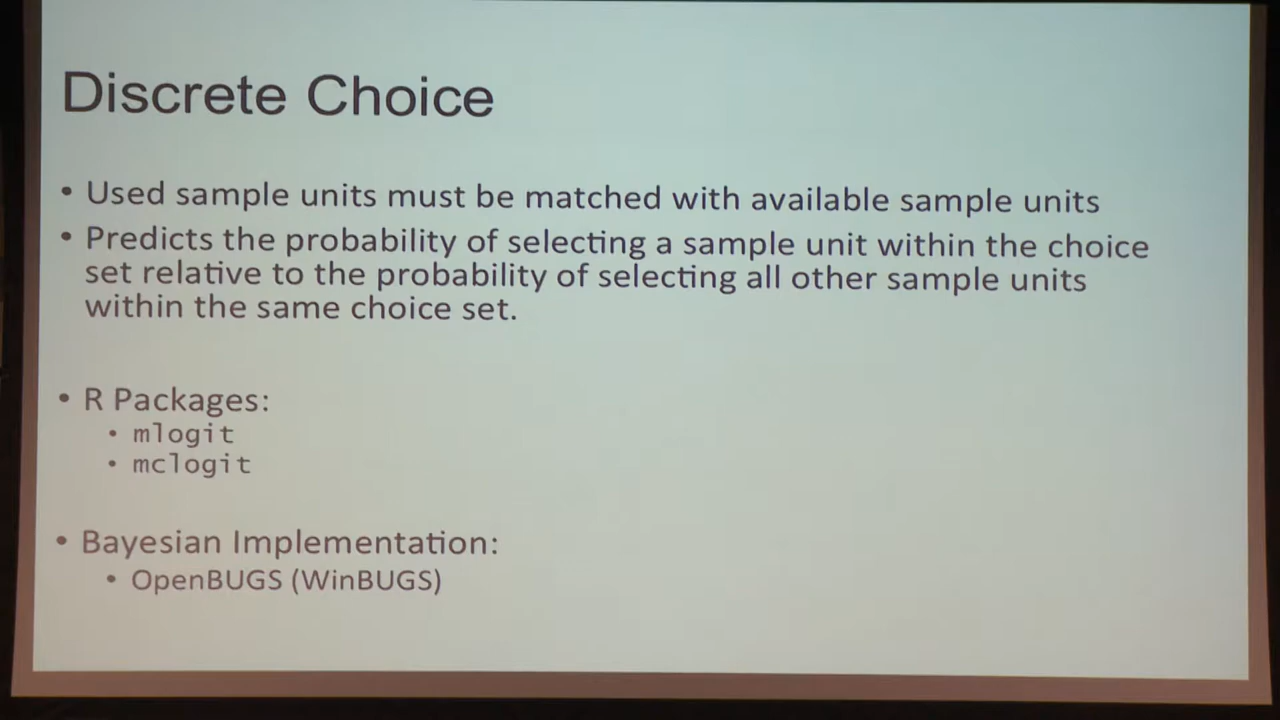 Discrete Choice
• Used sample units must be matched with available sample units
• Predicts the probability of selecting a sample unit within the choice
set relative to the probability of selecting all other sample units
within the same choice set.
• R Packages:
• mlogit
• mclogit
• Bayesian Implementation:
• OpenBUGS (WinBUGS)